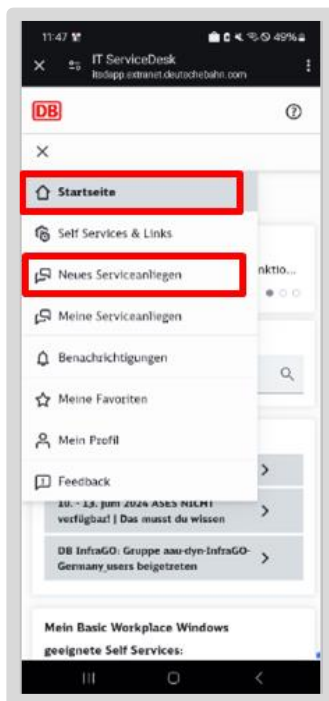 11:47
49%
IT ServiceDesk
itsdapp.extranet.deutschebahn.com
DB
Startseite
Self Services & Links
nktio...
Neues Serviceanliegen
Meine Serviceanliegen
Benachrichtigungen
Meine Favoriten
Mein Profil
Feedback
10. - 13. Juni 2024 ASES NICHT
verfügbar! | Das musst du wissen
DB InfraGO: Gruppe aau-dyn-InfraGO-
Germany_users beigetreten
Mein Basic Workplace Windows
geeignete Self Services: